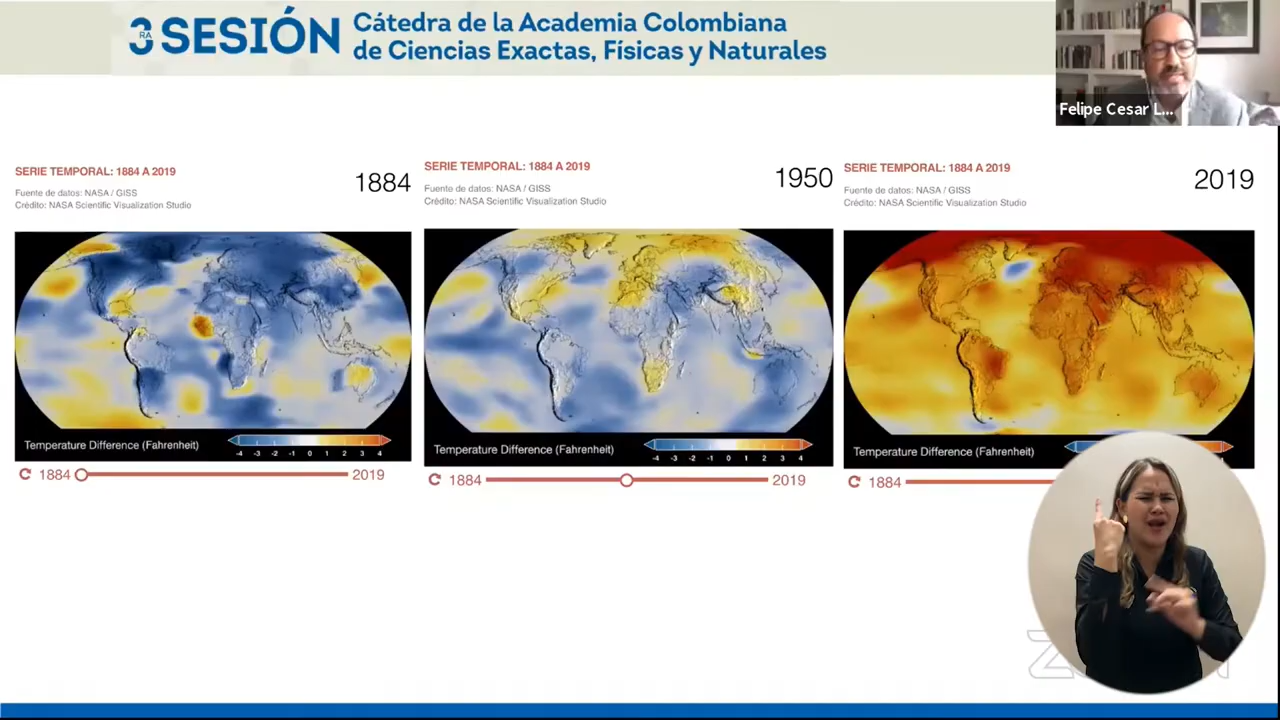 3RA SESIÓN
Cátedra de la Academia Colombiana
de Ciencias Exactas, Físicas y Naturales
Felipe Cesar L...
SERIE TEMPORAL: 1884 A 2019
1884
Fuente de datos: NASA / GISS
Crédito: NASA Scientific Visualization Studio
Temperature Difference (Fahrenheit)
-4 -3 -2 -1 0 1 2 3 4
1884
2019
SERIE TEMPORAL: 1884 A 2019
1950
Fuente de datos: NASA / GISS
Crédito: NASA Scientific Visualization Studio
Temperature Difference (Fahrenheit)
-4 -3 -2 -1 0 1 2 3 4
1884
2019
SERIE TEMPORAL: 1884 A 2019
2019
Fuente de datos: NASA / GISS
Crédito: NASA Scientific Visualization Studio
Temperature Difference (Fahrenheit)
1884